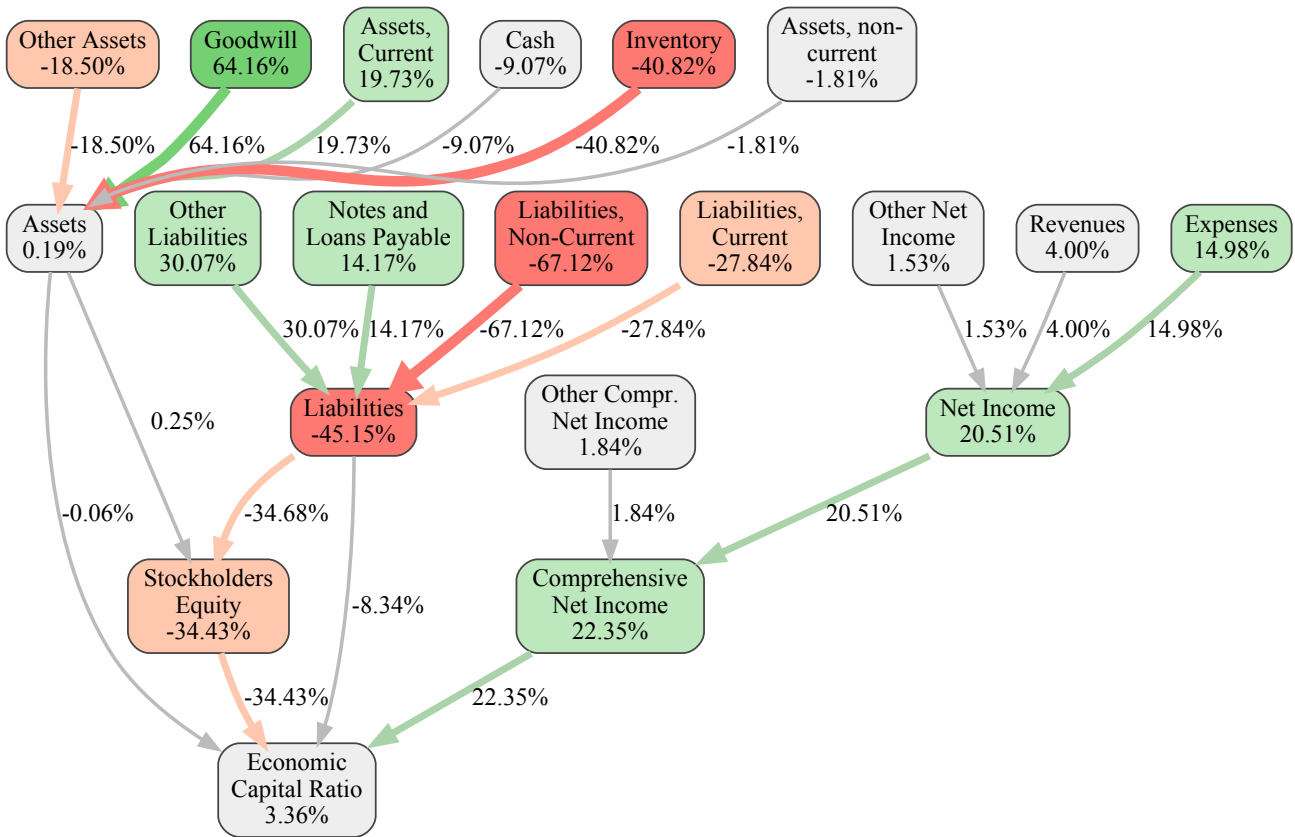 Other Assets
-18.50%
Goodwill
64.16%
Assets,
Current
19.73%
Cash
-9.07%
Inventory
-40.82%
Assets, non-
current
-1.81%
-18.50%
64.16%
19.73%
-9.07%
-40.82%
-1.81%
Assets
0.19%
Other
Liabilities
30.07%
Notes and
Loans Payable
14.17%
Liabilities,
Non-Current
-67.12%
Liabilities,
Current
-27.84%
Other Net
Income
1.53%
Revenues
4.00%
Expenses
14.98%
30.07%
14.17%
-67.12%
-27.84%
1.53%
4.00%
14.98%
Liabilities
-45.15%
Other Compr.
Net Income
1.84%
Net Income
20.51%
0.25%
-0.06%
-34.68%
1.84%
20.51%
Stockholders
Equity
-34.43%
-8.34%
Comprehensive
Net Income
22.35%
-34.43%
22.35%
Economic
Capital Ratio
3.36%